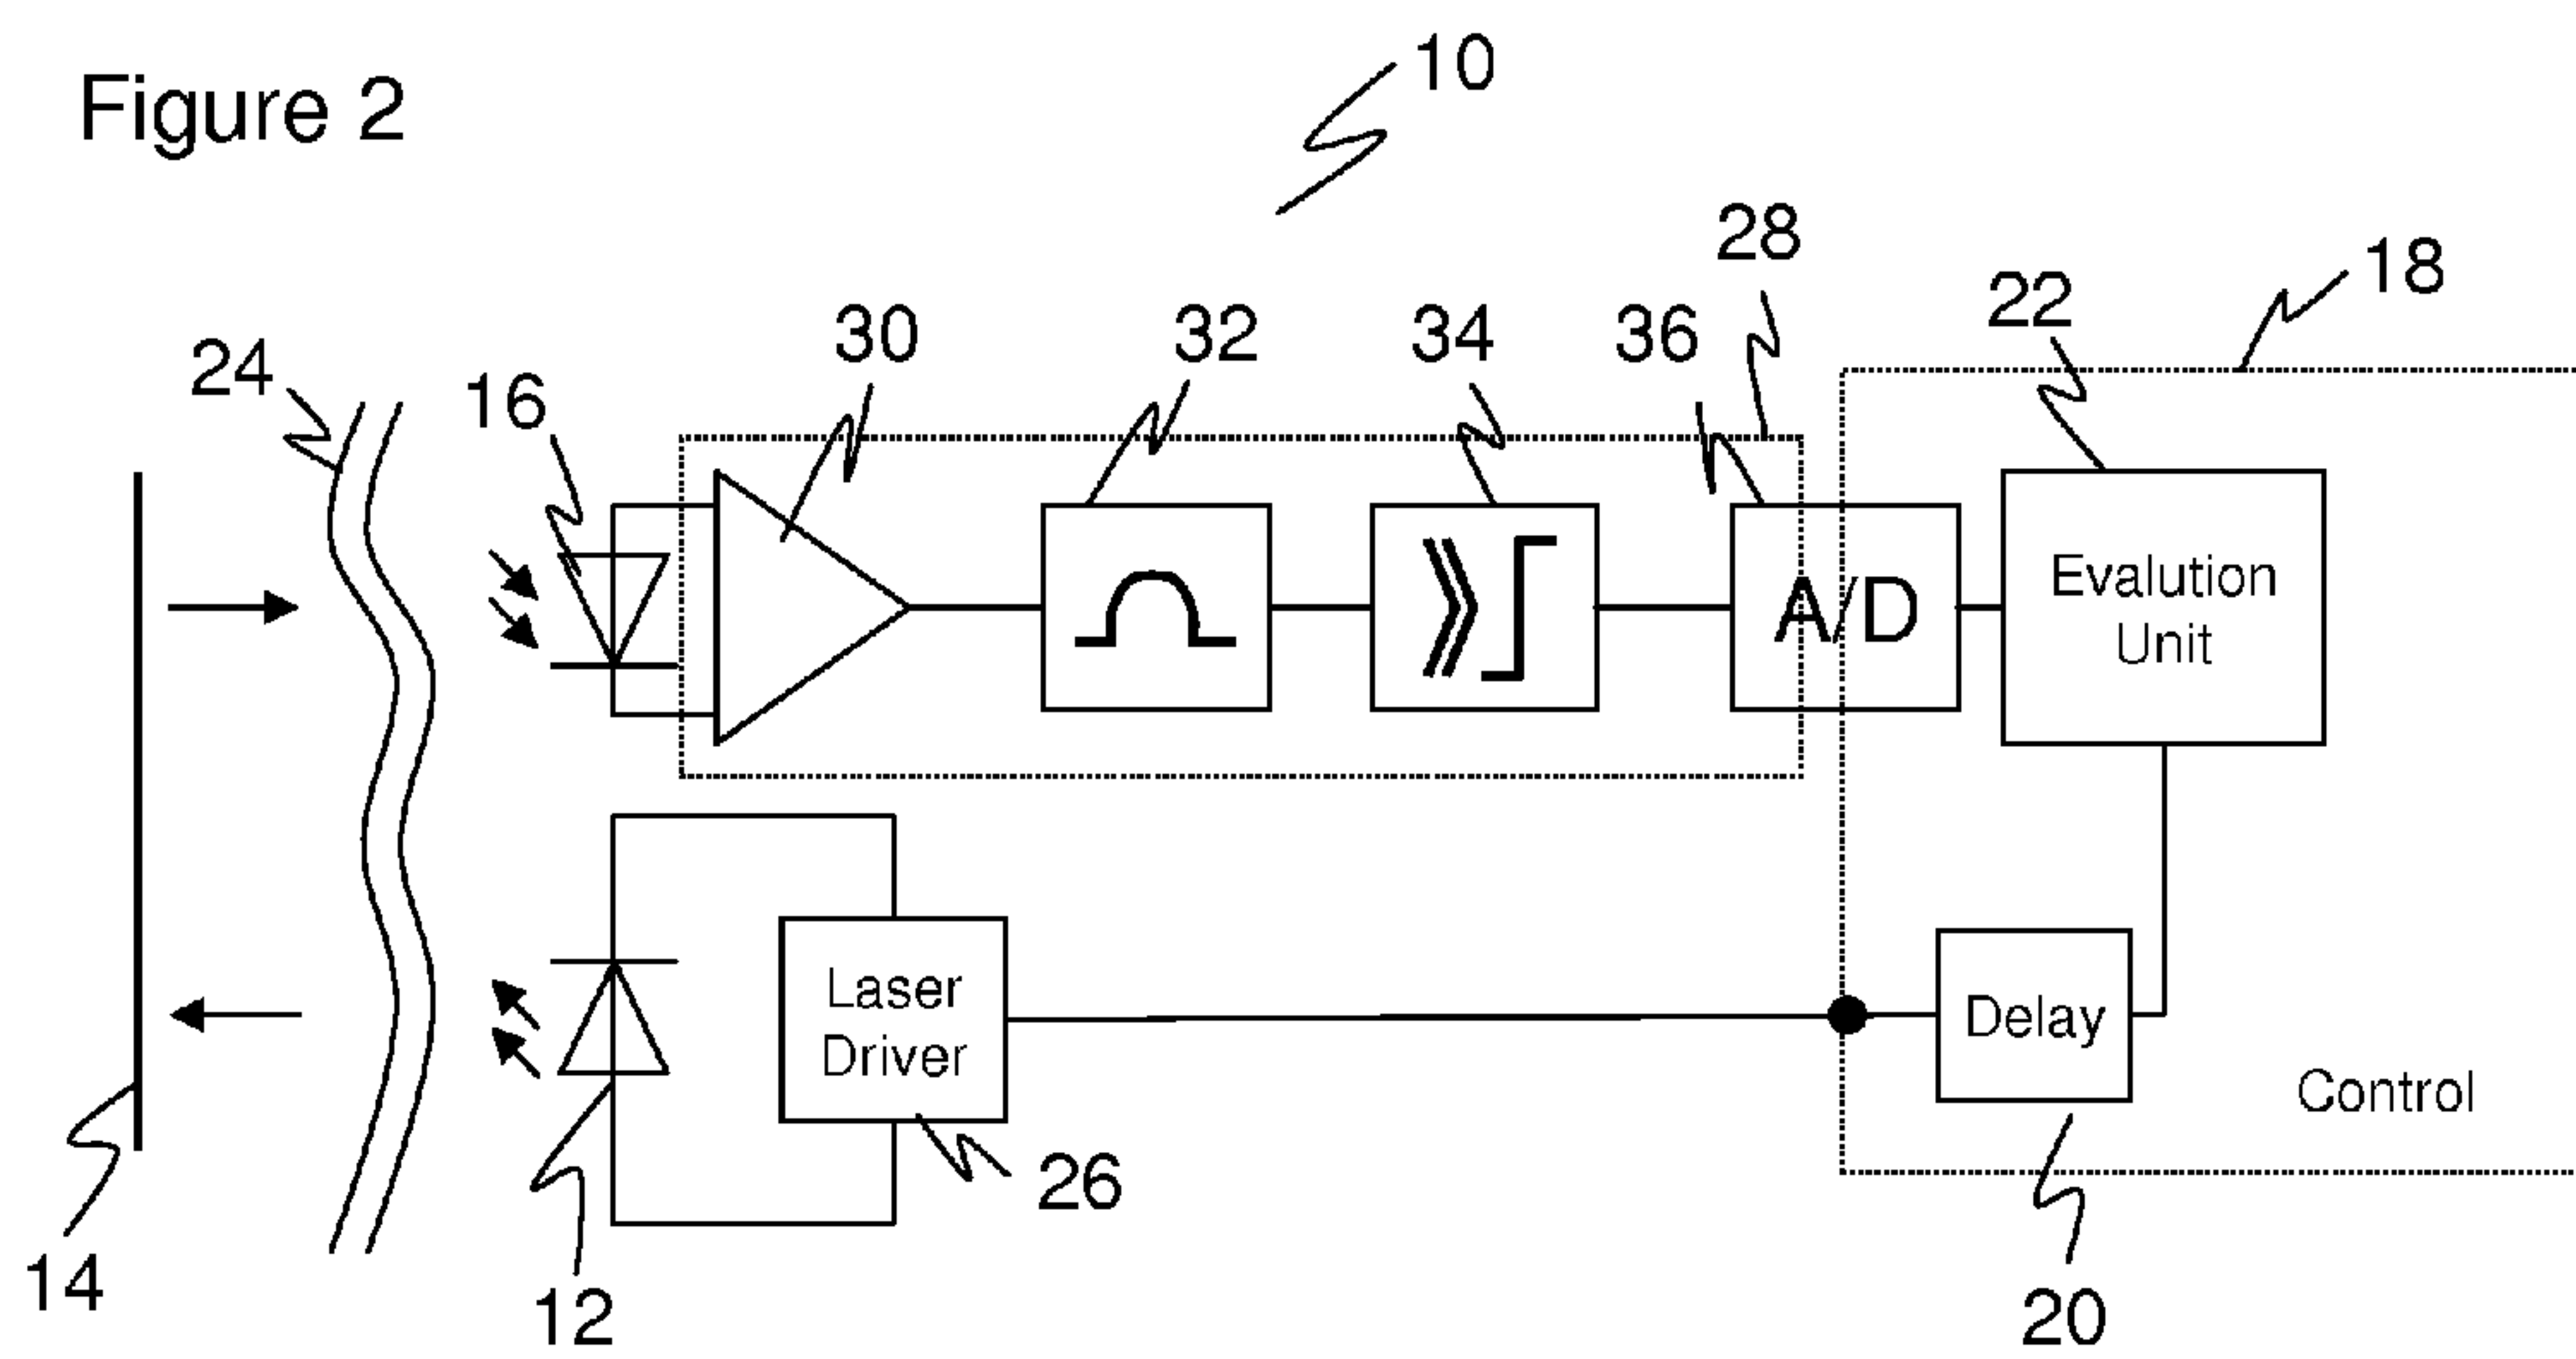 Figure 2
10
28
18
22
30
32
34
36
24
16
A/D
Evalution
Unit
Laser
Driver
Delay
Control
26
14
12
20